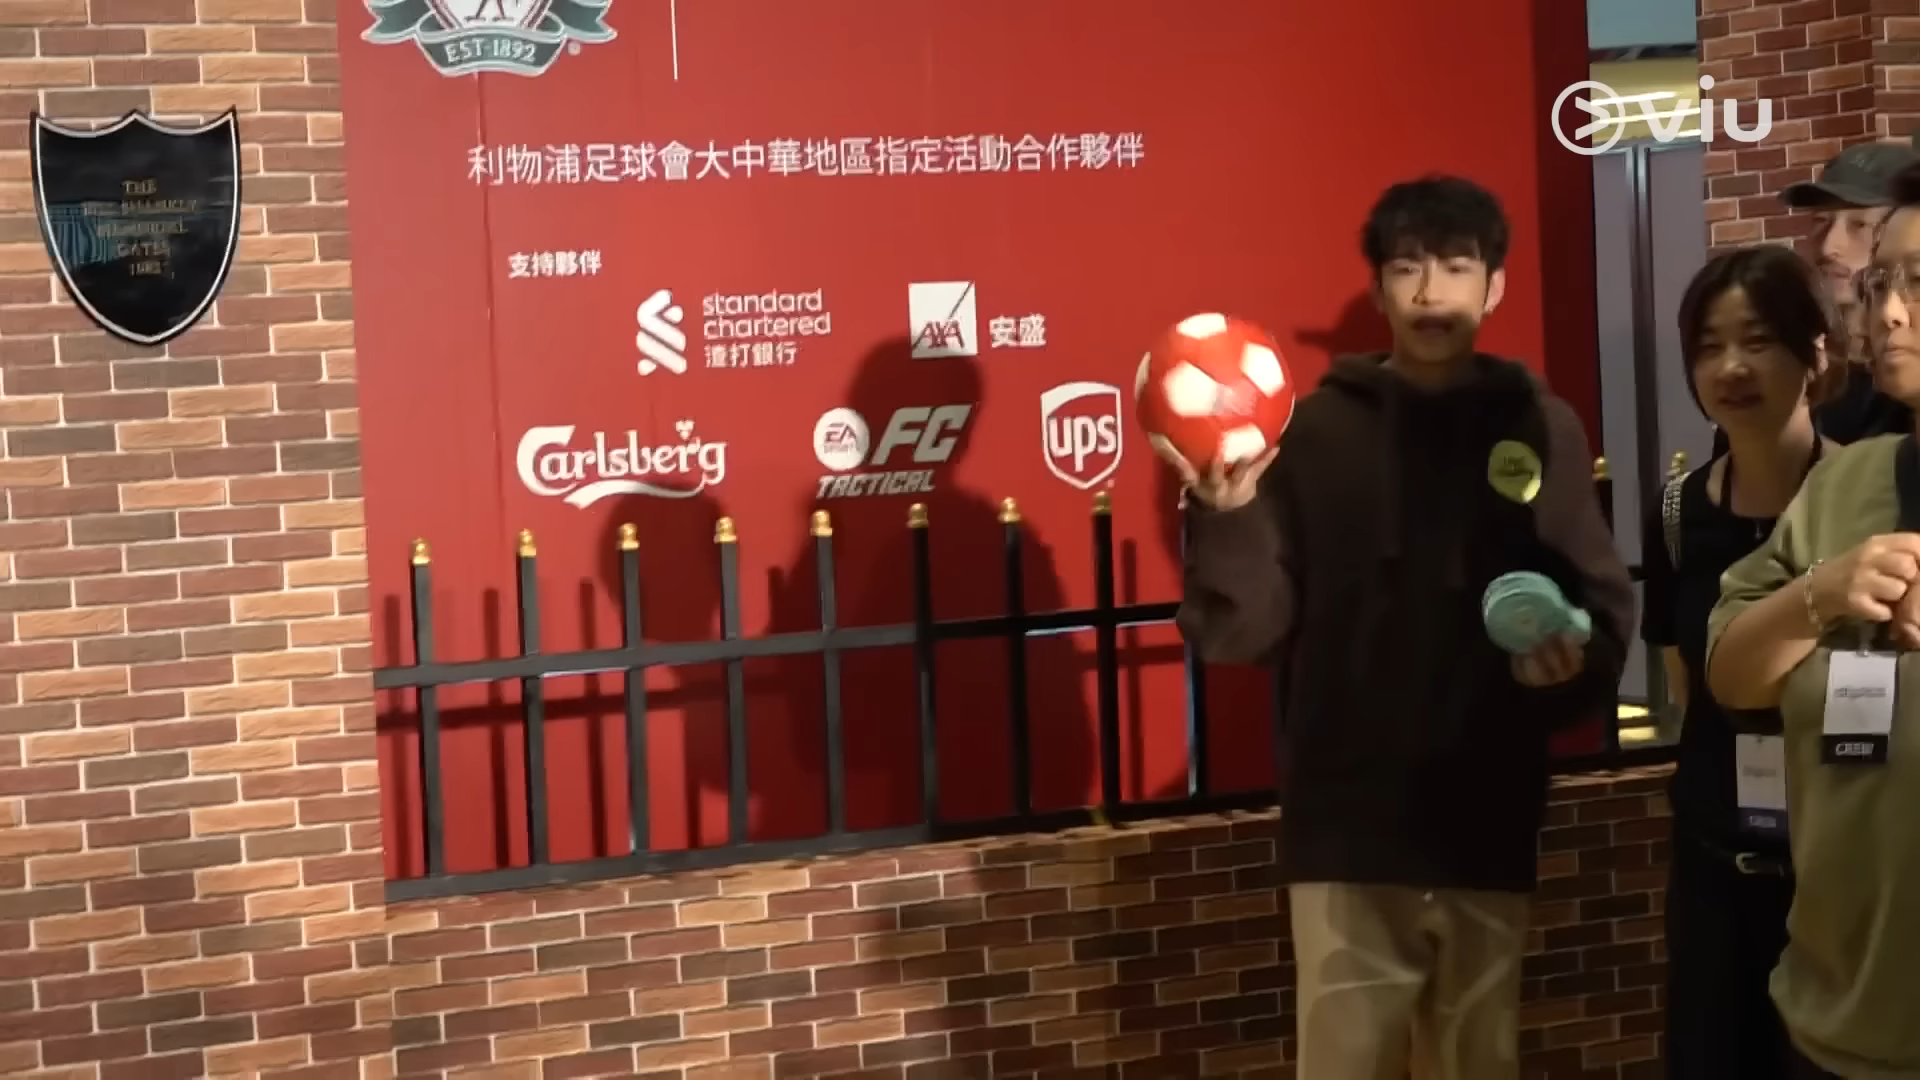 EST·1892
viu
利物浦足球會大中華地區指定活動合作夥伴
THE
GATES
支持夥伴
standard
chartered
渣打銀行
AXA 安盛
Carlsberg
EA SPORTS FC
TACTICAL
ups
CREW